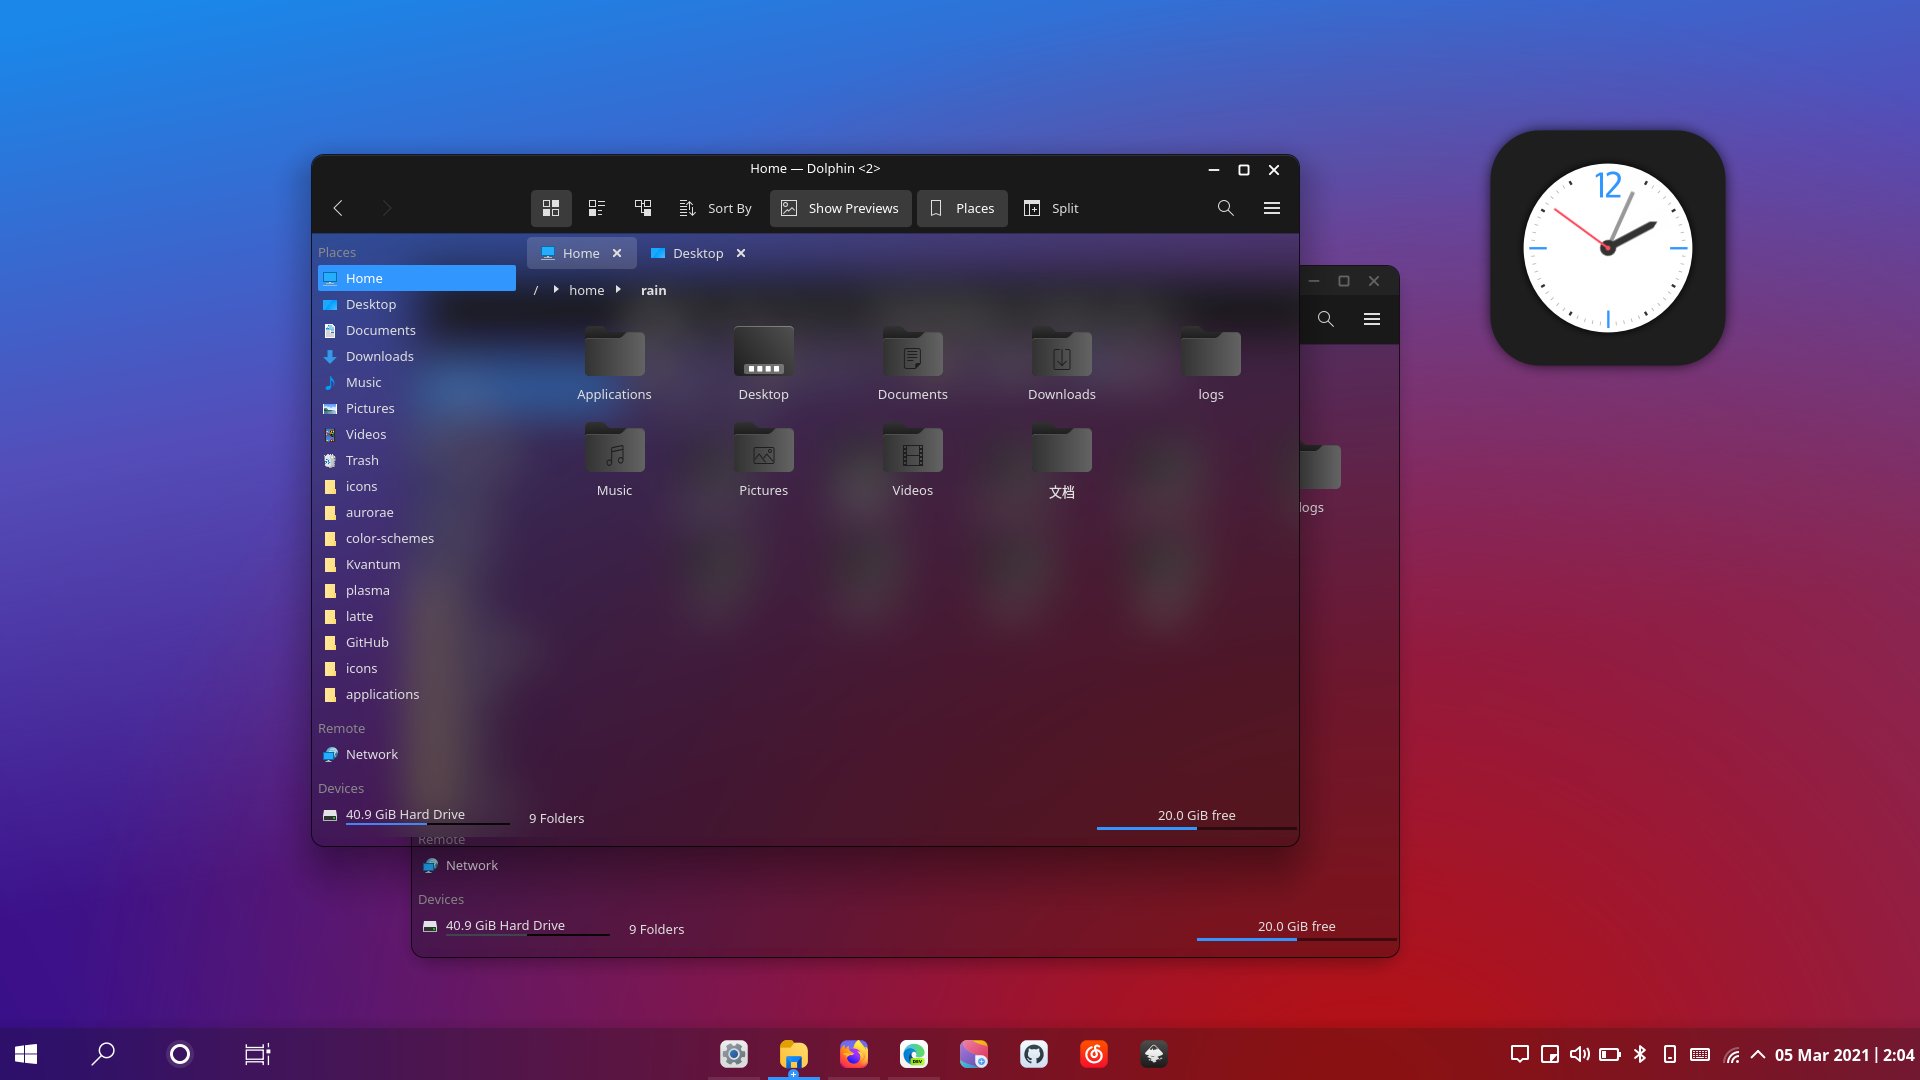 Home — Dolphin <2>
Sort By
Show Previews
Places
Split
Places
Home
Desktop
Documents
Downloads
Music
Pictures
Videos
Trash
icons
aurorae
color-schemes
Kvantum
plasma
latte
GitHub
icons
applications
Remote
Network
Devices
40.9 GiB Hard Drive
Home
Desktop
/ home rain
Applications
Desktop
Documents
Downloads
logs
Music
Pictures
Videos
文档
9 Folders
20.0 GiB free
logs
Remote
Network
Devices
40.9 GiB Hard Drive
9 Folders
20.0 GiB free
12
DEV
05 Mar 2021 | 2:04